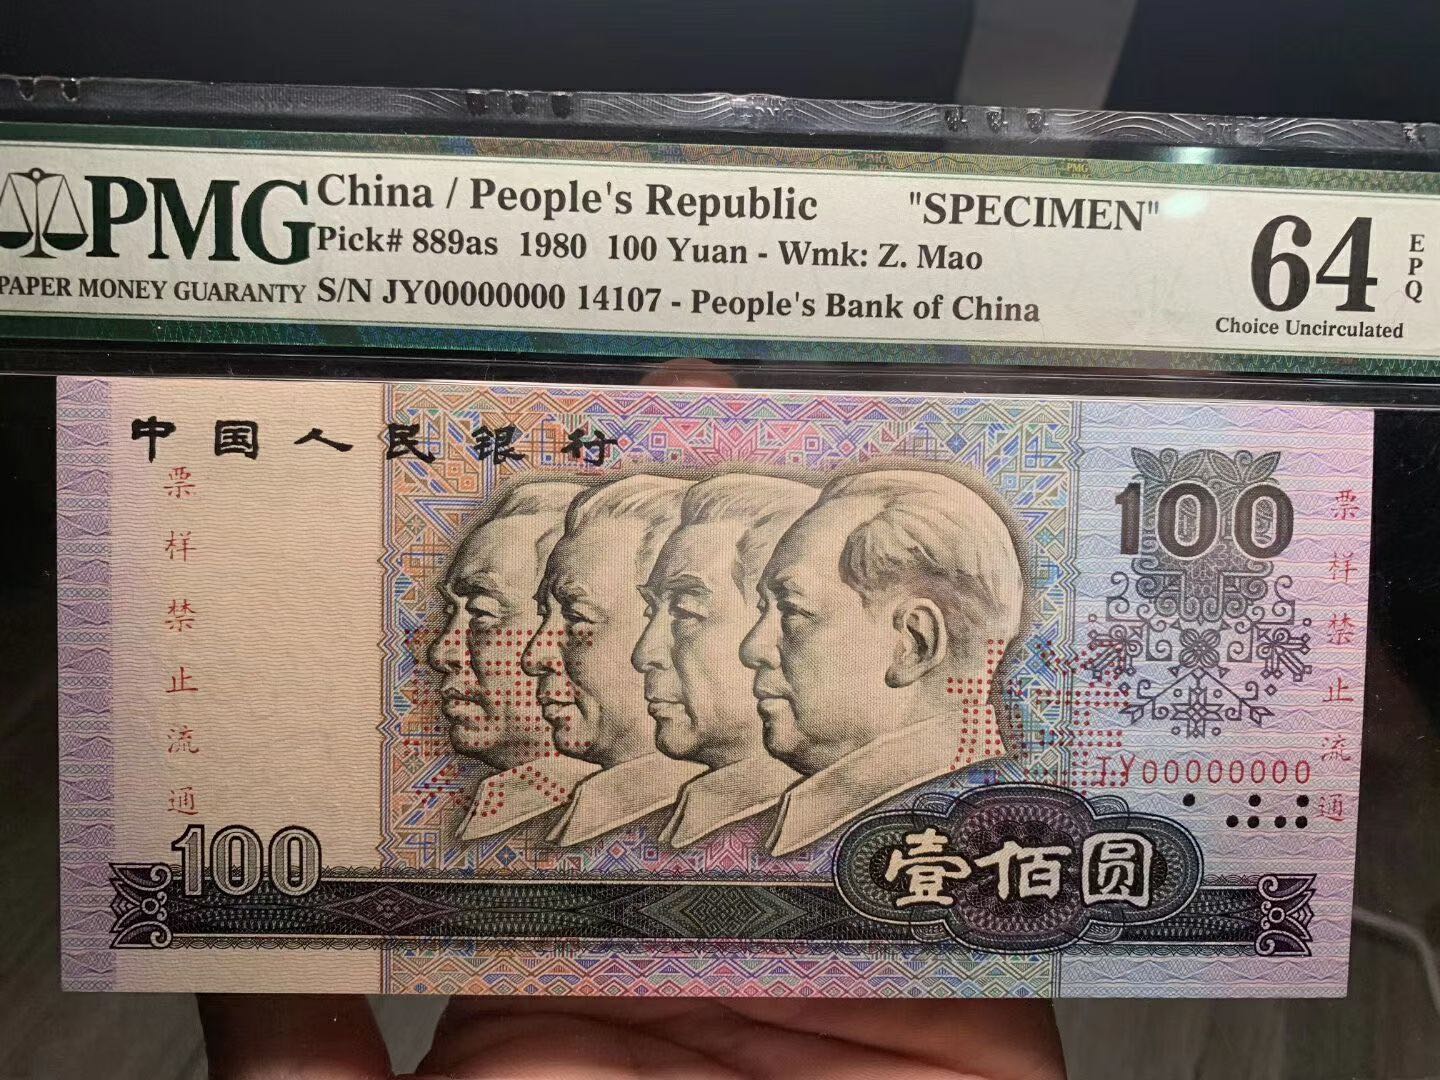 PMG
PAPER MONEY GUARANTY
China / People's Republic "SPECIMEN"
Pick# 889as 1980 100 Yuan - Wmk: Z. Mao
S/N JY00000000 14107 - People's Bank of China
64
EPQ
Choice Uncirculated
中国人民银行
票样禁止流通
100
票样禁止流通
JY00000000
100
壹佰圆